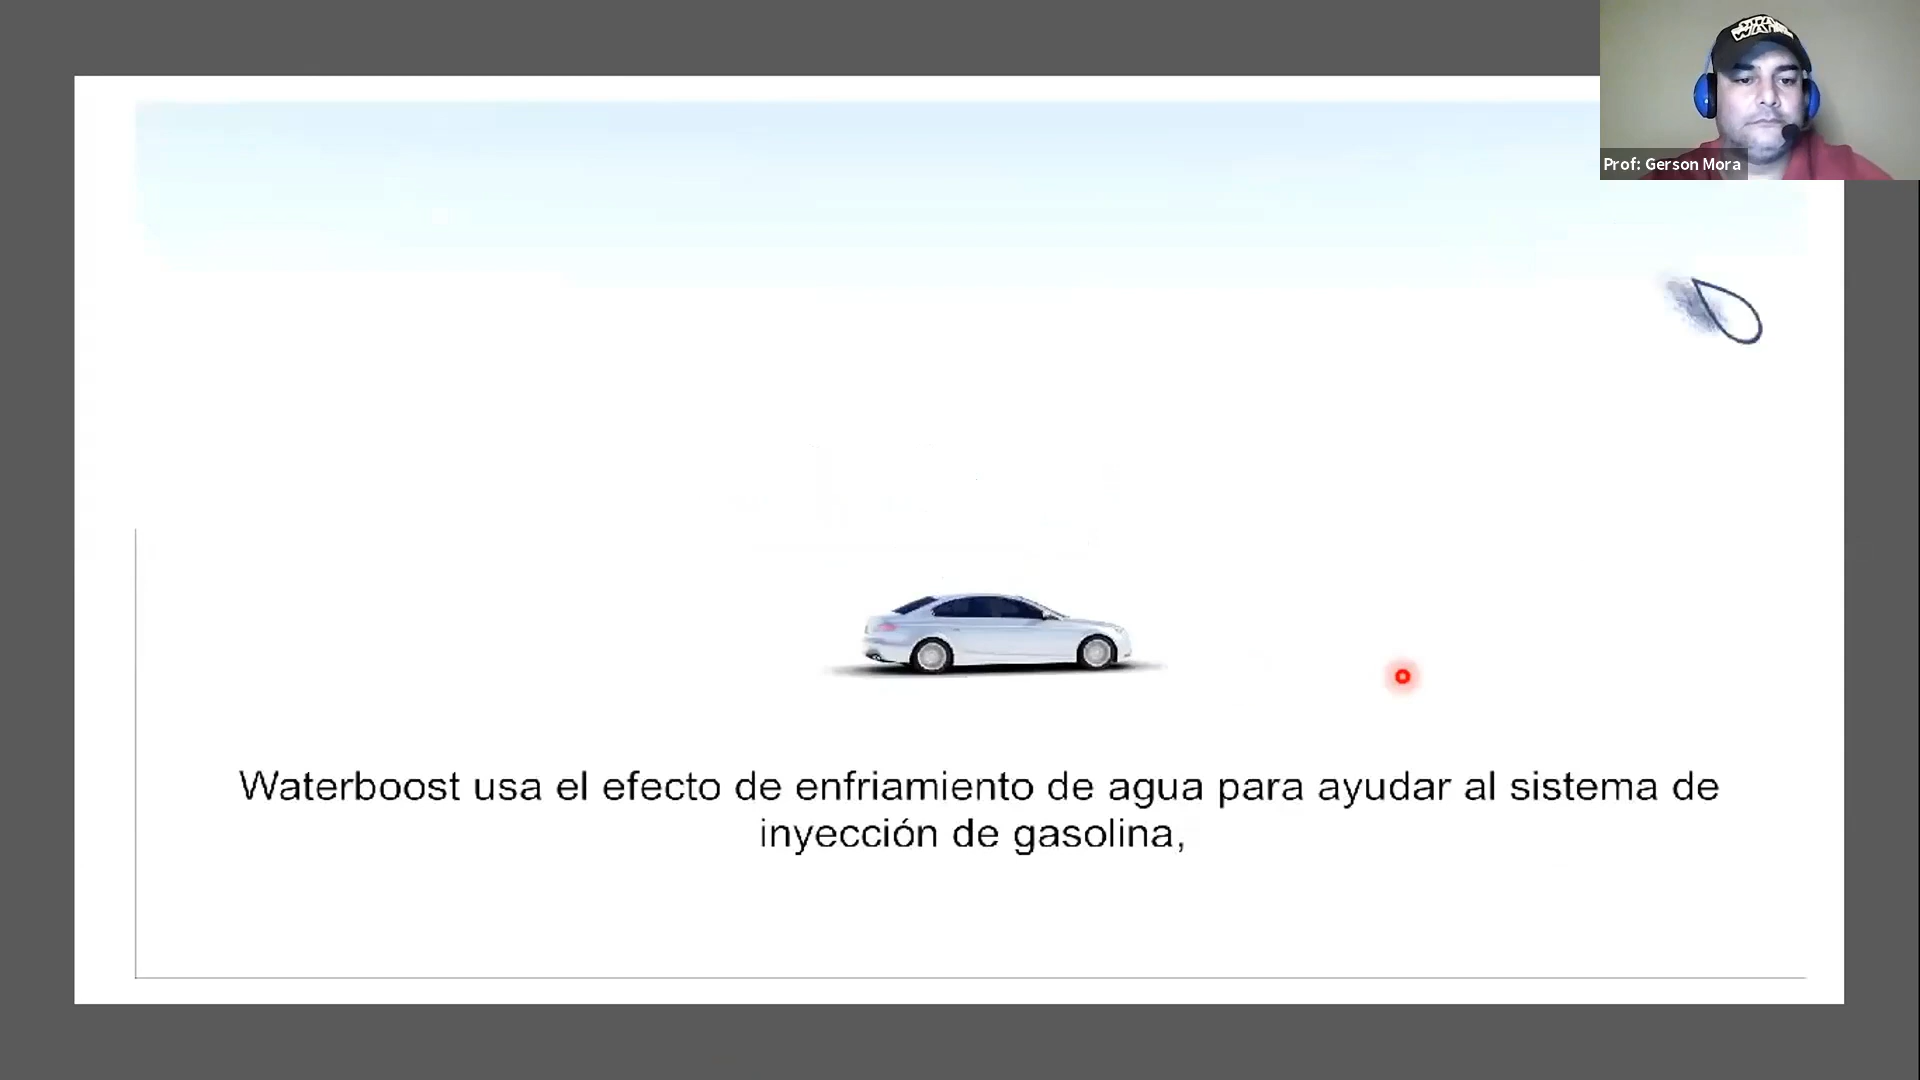 Prof: Gerson Mora
Waterboost usa el efecto de enfriamiento de agua para ayudar al sistema de
inyección de gasolina,